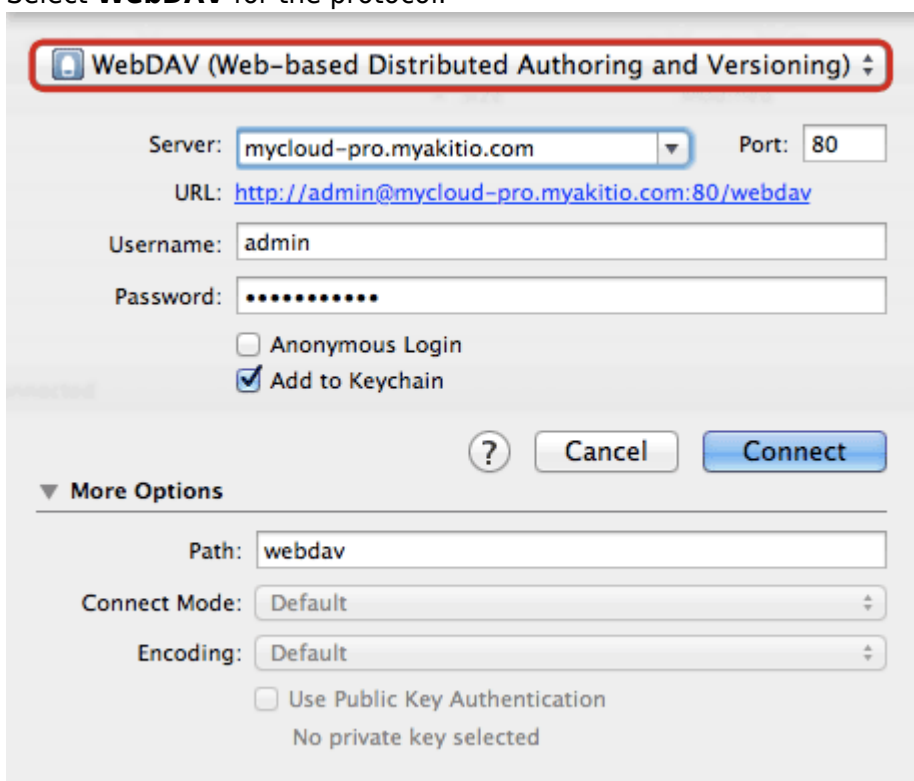 Select WebDAV for the protocol.
WebDAV (Web-based Distributed Authoring and Versioning)
Server: mycloud-pro.myakitio.com Port: 80
URL: http://admin@mycloud-pro.myakitio.com:80/webdav
Username: admin
Password: •••••••••••
Anonymous Login
Add to Keychain
? Cancel Connect
More Options
Path: webdav
Connect Mode: Default
Encoding: Default
Use Public Key Authentication
No private key selected